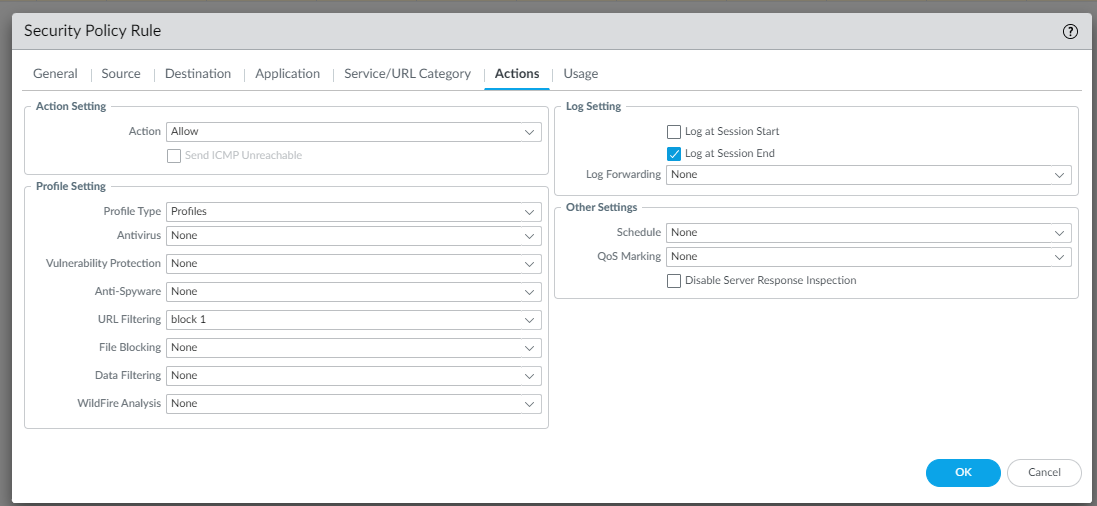 Security Policy Rule
General Source Destination Application Service/URL Category Actions Usage
Action Setting
Action Allow
Send ICMP Unreachable
Profile Setting
Profile Type Profiles
Antivirus None
Vulnerability Protection None
Anti-Spyware None
URL Filtering block 1
File Blocking None
Data Filtering None
WildFire Analysis None
Log Setting
Log at Session Start
Log at Session End
Log Forwarding None
Other Settings
Schedule None
QoS Marking None
Disable Server Response Inspection
OK Cancel